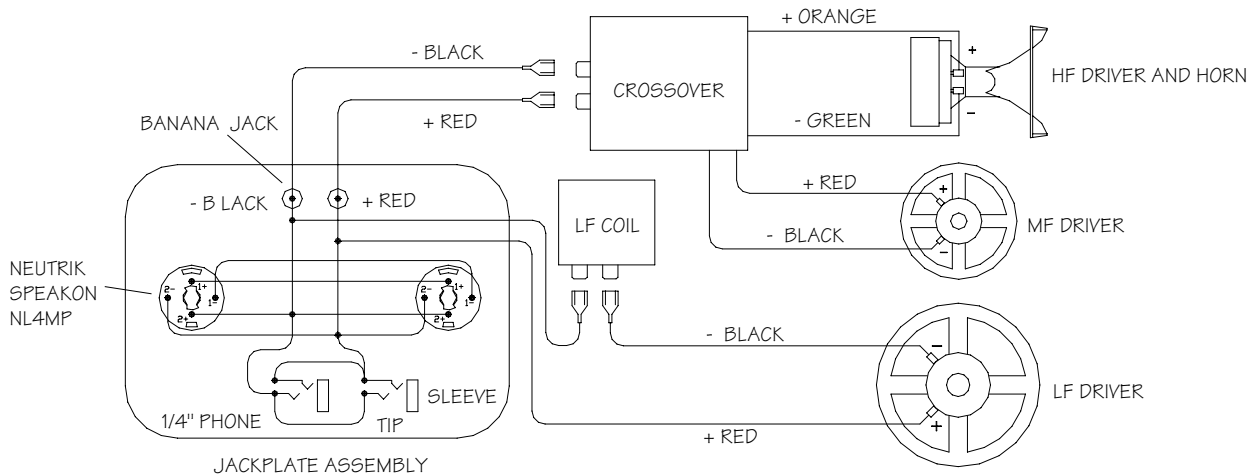 + ORANGE
- BLACK
+
CROSSOVER
HF DRIVER AND HORN
+ RED
BANANA JACK
- GREEN
-
- B LACK
+ RED
+ RED
+
-
MF DRIVER
LF COIL
- BLACK
NEUTRIK
SPEAKON
NL4MP
2-
1+
1-
2+
2-
1+
1-
2+
- BLACK
-
+
LF DRIVER
SLEEVE
1/4" PHONE
TIP
+ RED
JACKPLATE ASSEMBLY